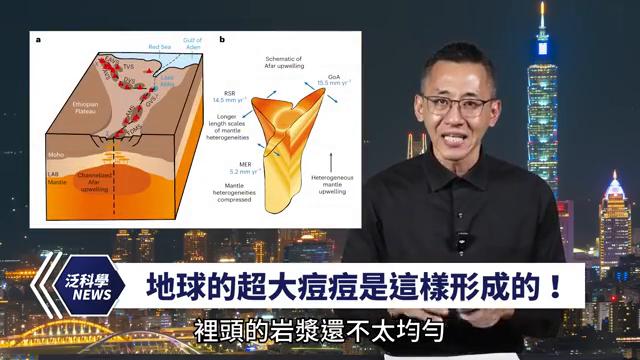 a
Red Sea
Gulf of
Aden
EAVS
TVS
Ethiopian
Plateau
Moho
LAB
Mantle
Channelized
Afar
upwelling
b
Schematic of
Afar upwelling
GoA
15.5 mm yr⁻¹
RSR
14.5 mm yr⁻¹
Longer
length scales
of mantle
heterogeneities
MER
5.2 mm yr⁻¹
Mantle
heterogeneities
compressed
Heterogeneous
mantle
upwelling
泛科學
NEWS
地球的超大痘痘是這樣形成的！
裡頭的岩漿還不太均勻